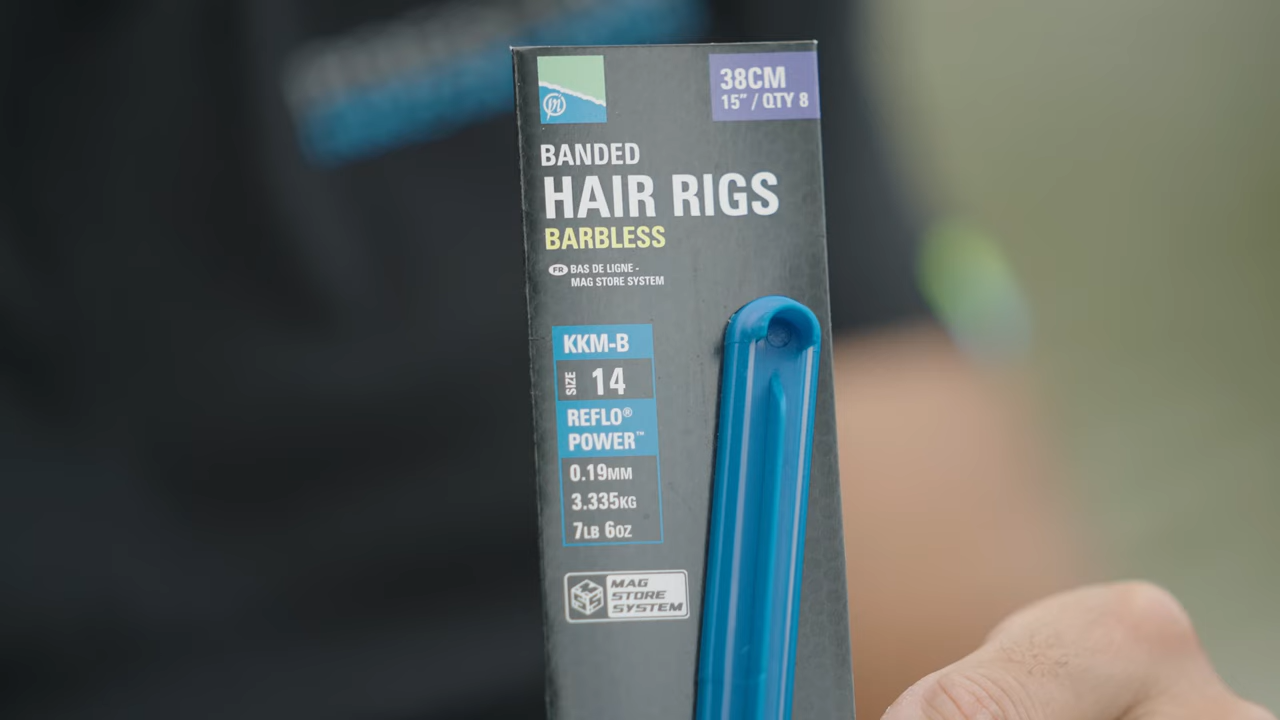 38CM
15” / QTY 8
BANDED
HAIR RIGS
BARBLESS
FR BAS DE LIGNE -
MAG STORE SYSTEM
KKM-B
SIZE 14
REFLO®
POWER™
0.19MM
3.335KG
7LB 6OZ
MAG
STORE
SYSTEM